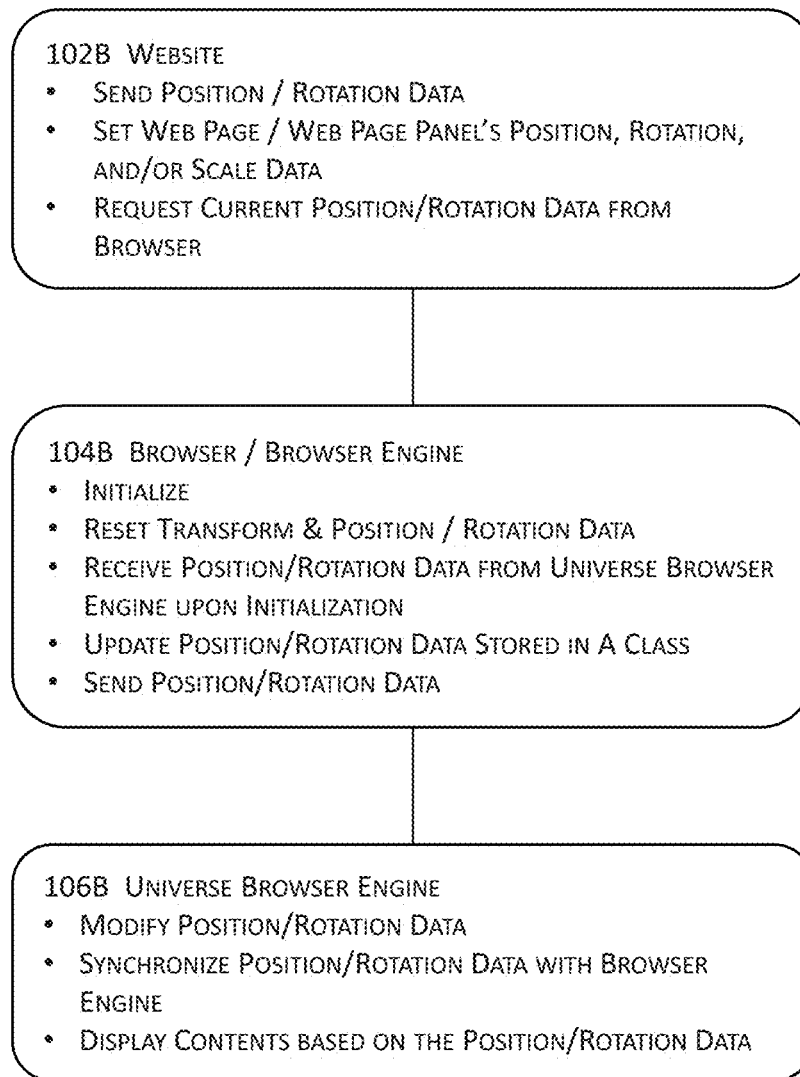 102B WEBSITE
• SEND POSITION / ROTATION DATA
• SET WEB PAGE / WEB PAGE PANEL'S POSITION, ROTATION,
AND/OR SCALE DATA
• REQUEST CURRENT POSITION/ROTATION DATA FROM
BROWSER
104B BROWSER / BROWSER ENGINE
• INITIALIZE
• RESET TRANSFORM & POSITION / ROTATION DATA
• RECEIVE POSITION/ROTATION DATA FROM UNIVERSE BROWSER
ENGINE UPON INITIALIZATION
• UPDATE POSITION/ROTATION DATA STORED IN A CLASS
• SEND POSITION/ROTATION DATA
106B UNIVERSE BROWSER ENGINE
• MODIFY POSITION/ROTATION DATA
• SYNCHRONIZE POSITION/ROTATION DATA WITH BROWSER
ENGINE
• DISPLAY CONTENTS BASED ON THE POSITION/ROTATION DATA